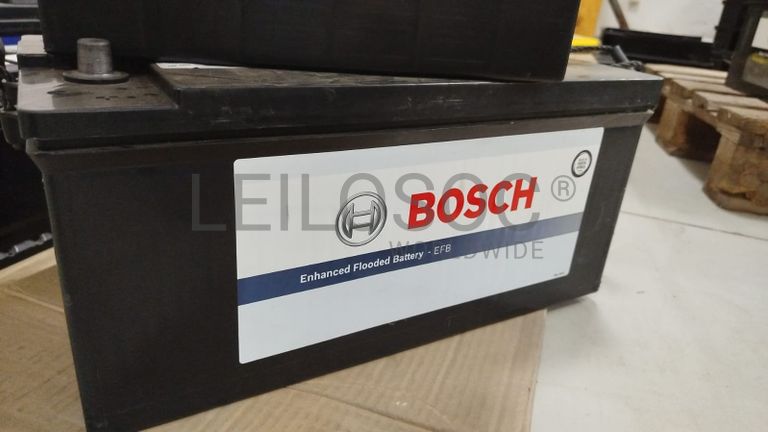 BOSCH
Enhanced Flooded Battery - EFB
LEILOSOC®
WORLDWIDE